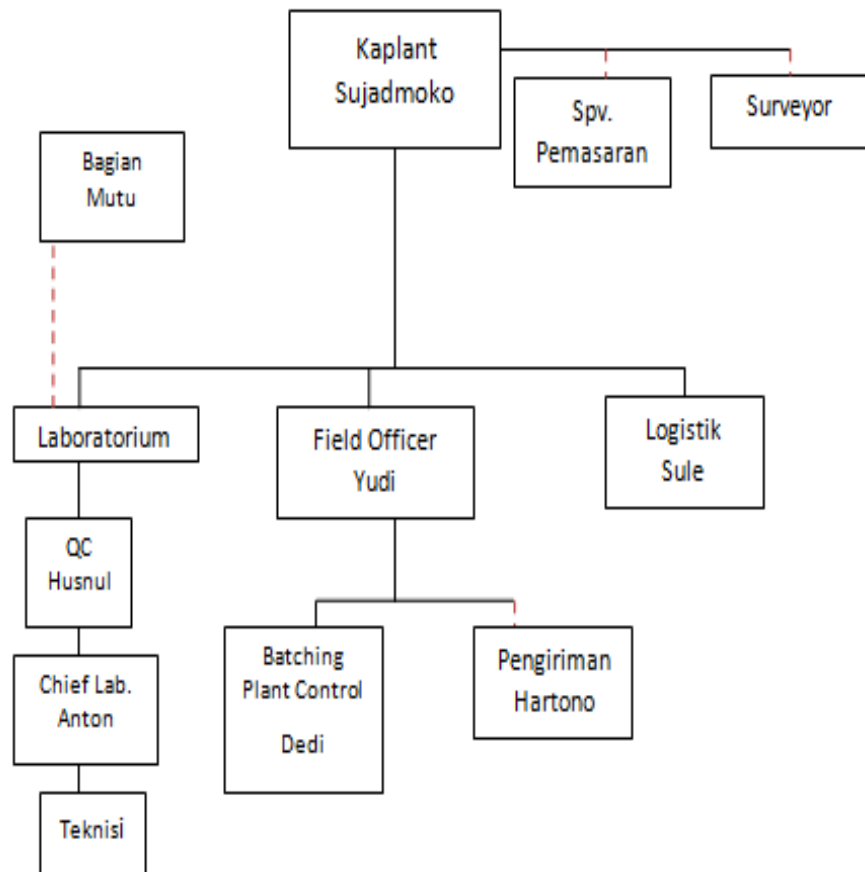 Kaplant
Sujadmoko
Spv.
Pemasaran
Surveyor
Bagian
Mutu
Laboratorium
Field Officer
Yudi
Logistik
Sule
QC
Husnul
Batching
Plant Control
Dedi
Pengiriman
Hartono
Chief Lab.
Anton
Teknisi